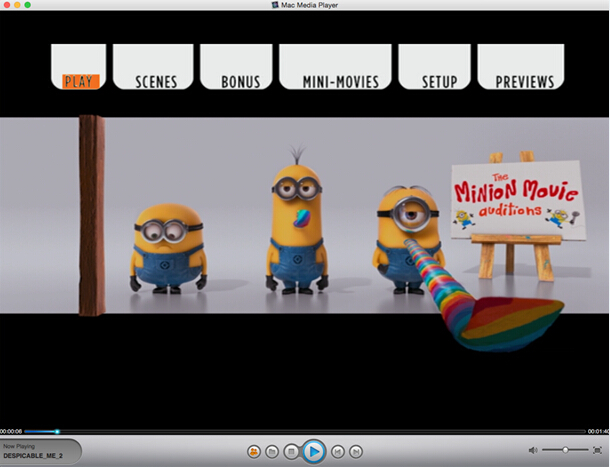 Mac Media Player
PLAY
SCENES
BONUS
MINI-MOVIES
SETUP
PREVIEWS
The
Minion Movie
auditions
00:00:06
00:01:40
Now Playing
DESPICABLE_ME_2